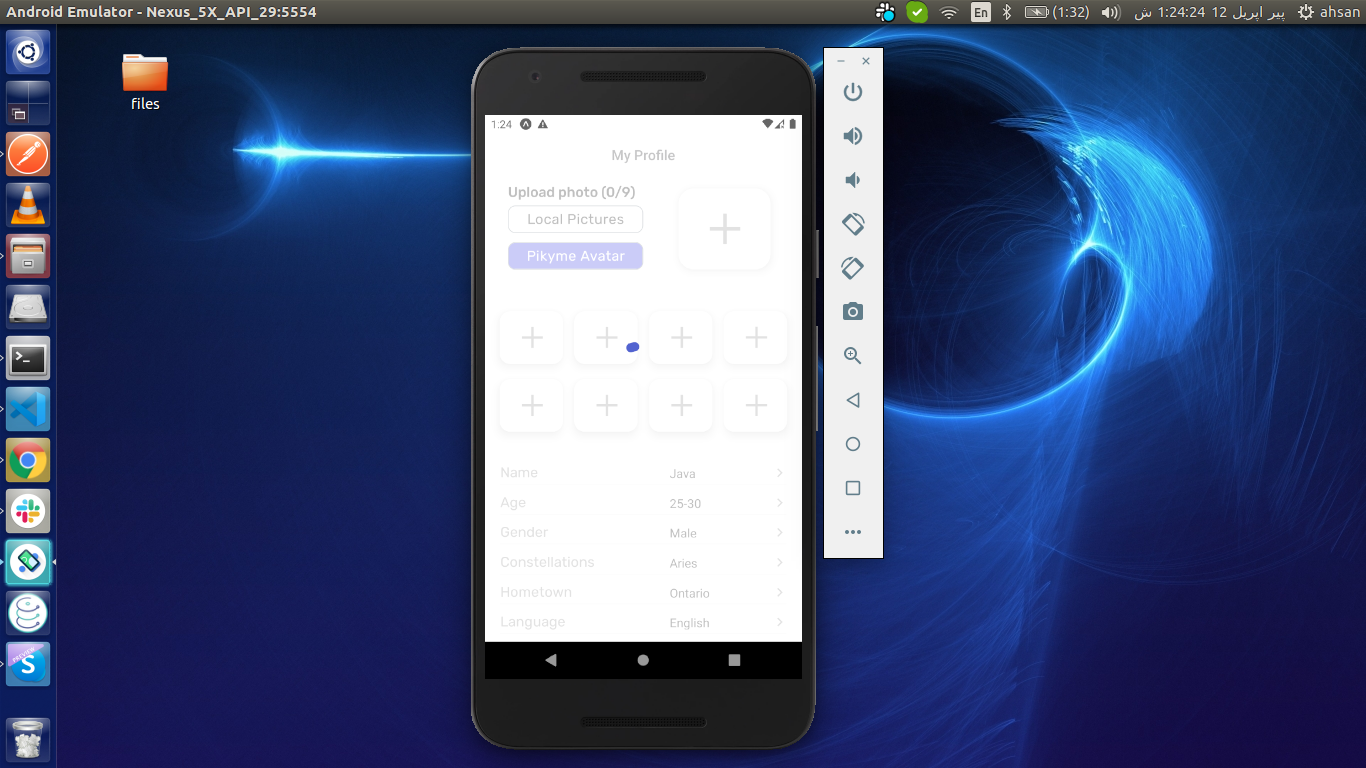 Android Emulator - Nexus_5X_API_29:5554
En
(1:32)
پیر اپریل 12 1:24:24 ش
ahsan
files
1:24
My Profile
Upload photo (0/9)
Local Pictures
Pikyme Avatar
Name Java
Age 25-30
Gender Male
Constellations Aries
Hometown Ontario
Language English
PREVIEW
S